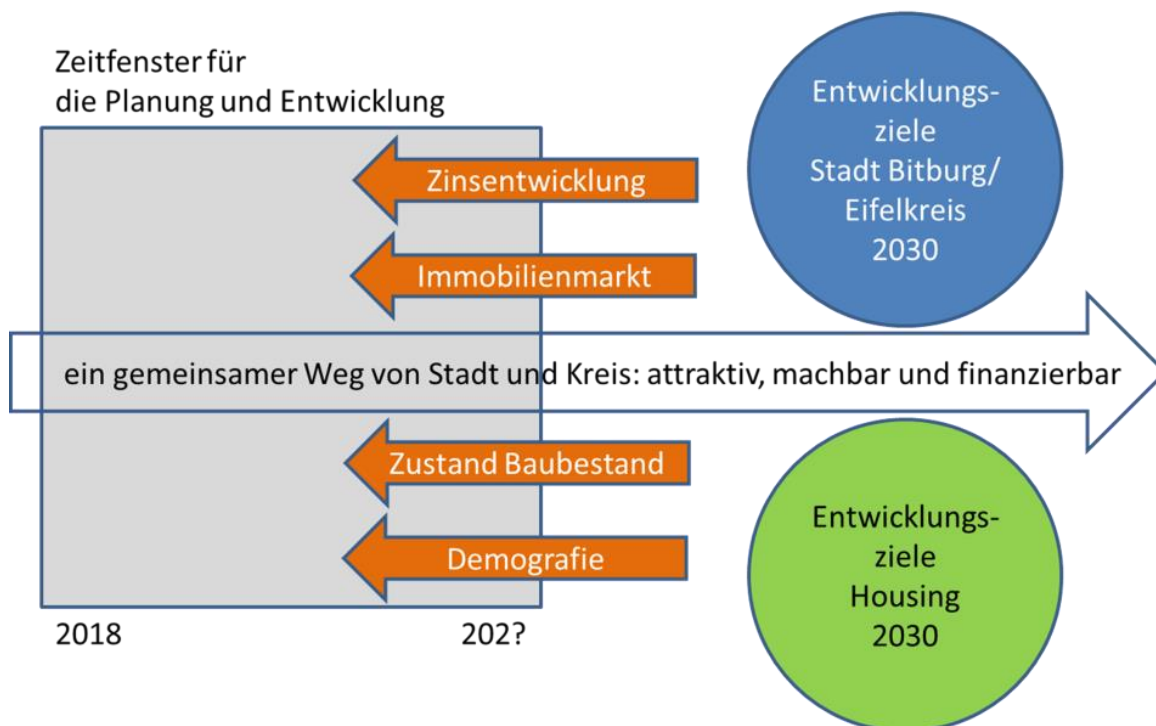 Zeitfenster für
die Planung und Entwicklung
Zinsentwicklung
Immobilienmarkt
Entwicklungs-
ziele
Stadt Bitburg/
Eifelkreis
2030
ein gemeinsamer Weg von Stadt und Kreis: attraktiv, machbar und finanzierbar
Zustand Baubestand
Demografie
Entwicklungs-
ziele
Housing
2030
2018
202?